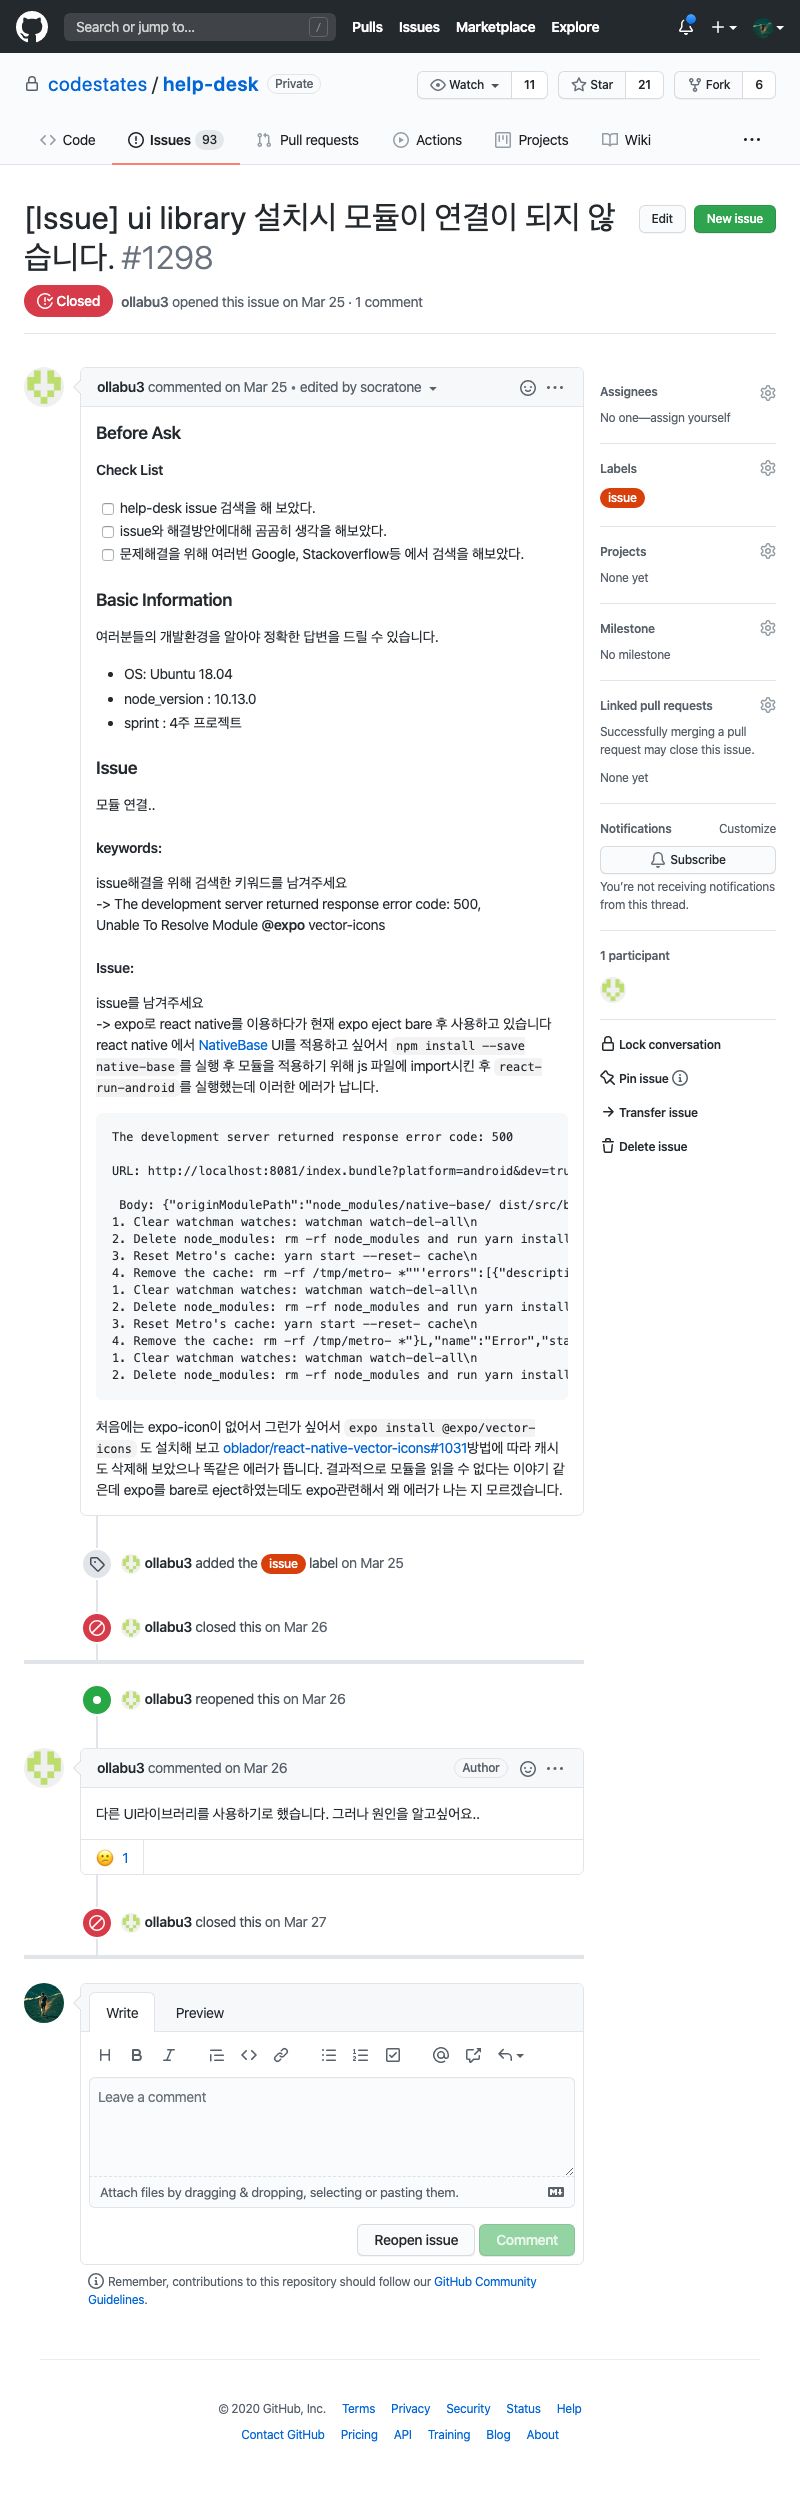 Search or jump to...
/
Pulls Issues Marketplace Explore
codestates / help-desk Private
Watch 11 Star 21 Fork 6
Code Issues 93 Pull requests Actions Projects Wiki
[Issue] ui library 설치시 모듈이 연결이 되지 않
습니다. #1298
Edit New issue
Closed ollabu3 opened this issue on Mar 25 · 1 comment
ollabu3 commented on Mar 25 • edited by socratone
Before Ask
Check List
help-desk issue 검색을 해 보았다.
issue와 해결방안에대해 곰곰히 생각을 해보았다.
문제해결을 위해 여러번 Google, Stackoverflow등 에서 검색을 해보았다.
Basic Information
여러분들의 개발환경을 알아야 정확한 답변을 드릴 수 있습니다.
• OS: Ubuntu 18.04
• node_version : 10.13.0
• sprint : 4주 프로젝트
Issue
모듈 연결..
keywords:
issue해결을 위해 검색한 키워드를 남겨주세요
-> The development server returned response error code: 500,
Unable To Resolve Module @expo vector-icons
Issue:
issue를 남겨주세요
-> expo로 react native를 이용하다가 현재 expo eject bare 후 사용하고 있습니다
react native 에서 NativeBase UI를 적용하고 싶어서 npm install --save
native-base 를 실행 후 모듈을 적용하기 위해 js 파일에 import시킨 후 react-
run-android 를 실행했는데 이러한 에러가 납니다.
The development server returned response error code: 500
URL: http://localhost:8081/index.bundle?platform=android&dev=tru
Body: {"originModulePath":"node_modules/native-base/ dist/src/b
1. Clear watchman watches: watchman watch-del-all\n
2. Delete node_modules: rm -rf node_modules and run yarn install
3. Reset Metro's cache: yarn start --reset- cache\n
4. Remove the cache: rm -rf /tmp/metro- *""'errors":[{"descripti
1. Clear watchman watches: watchman watch-del-all\n
2. Delete node_modules: rm -rf node_modules and run yarn install
3. Reset Metro's cache: yarn start --reset- cache\n
4. Remove the cache: rm -rf /tmp/metro- *"}L,"name":"Error","sta
1. Clear watchman watches: watchman watch-del-all\n
2. Delete node_modules: rm -rf node_modules and run yarn install
처음에는 expo-icon이 없어서 그런가 싶어서 expo install @expo/vector-
icons 도 설치해 보고 oblador/react-native-vector-icons#1031방법에 따라 캐시
도 삭제해 보았으나 똑같은 에러가 뜹니다. 결과적으로 모듈을 읽을 수 없다는 이야기 같
은데 expo를 bare로 eject하였는데도 expo관련해서 왜 에러가 나는 지 모르겠습니다.
Assignees
No one—assign yourself
Labels
issue
Projects
None yet
Milestone
No milestone
Linked pull requests
Successfully merging a pull
request may close this issue.
None yet
Notifications Customize
Subscribe
You're not receiving notifications
from this thread.
1 participant
Lock conversation
Pin issue
Transfer issue
Delete issue
ollabu3 added the issue label on Mar 25
ollabu3 closed this on Mar 26
ollabu3 reopened this on Mar 26
ollabu3 commented on Mar 26 Author
다른 UI라이브러리를 사용하기로 했습니다. 그러나 원인을 알고싶어요..
1
ollabu3 closed this on Mar 27
Write Preview
Leave a comment
Attach files by dragging & dropping, selecting or pasting them.
Reopen issue Comment
Remember, contributions to this repository should follow our GitHub Community
Guidelines.
© 2020 GitHub, Inc. Terms Privacy Security Status Help
Contact GitHub Pricing API Training Blog About